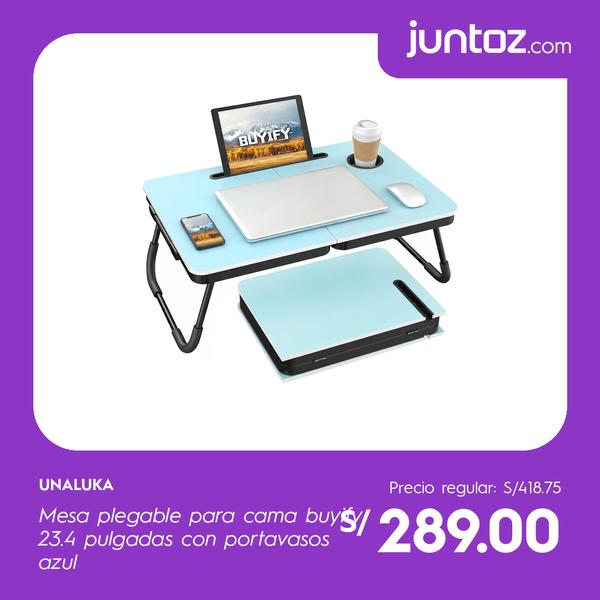 juntoz.com
BUYIFY
UNALUKA
Precio regular: S/418.75
Mesa plegable para cama buyify
23.4 pulgadas con portavasos
azul
S/ 289.00